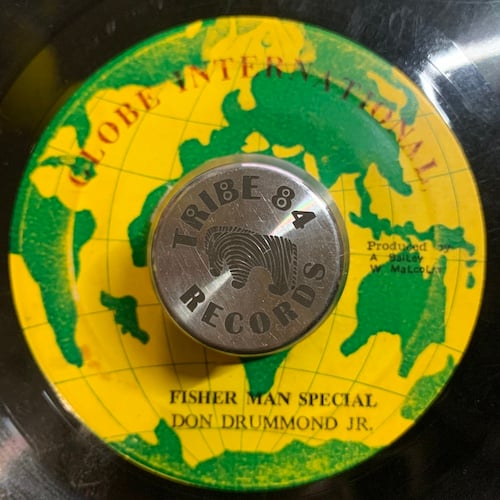 GLOBE INTERNATIONAL
TRIBE 84
RECORDS
Produced by
A Bailey
W. Malcolm
FISHER MAN SPECIAL
DON DRUMMOND JR.